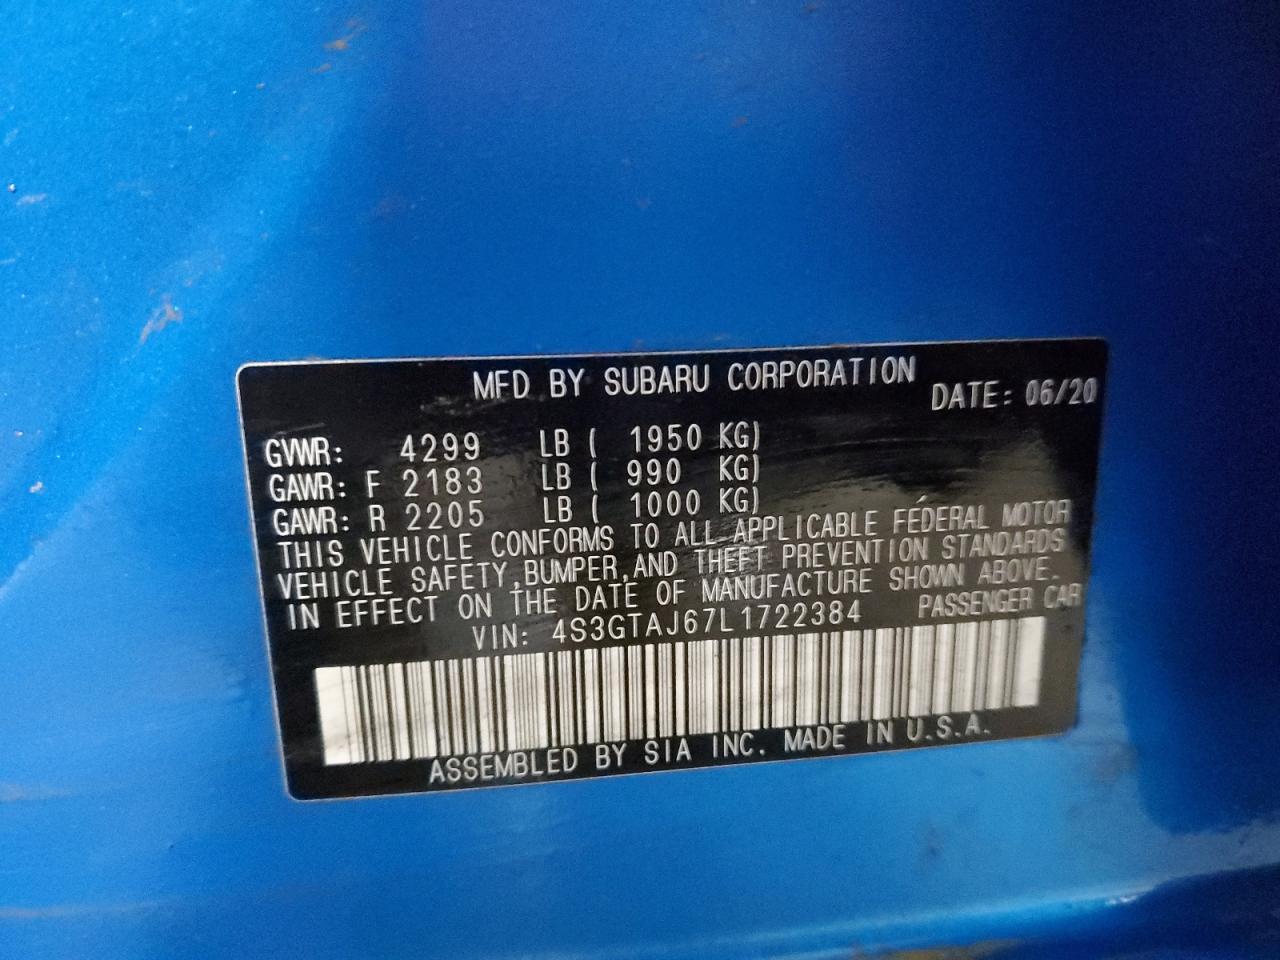 MFD BY SUBARU CORPORATION
DATE: 06/20
GVWR: 4299 LB ( 1950 KG)
GAWR: F 2183 LB ( 990 KG)
GAWR: R 2205 LB ( 1000 KG)
THIS VEHICLE CONFORMS TO ALL APPLICABLE FEDERAL MOTOR
VEHICLE SAFETY, BUMPER, AND THEFT PREVENTION STANDARDS
IN EFFECT ON THE DATE OF MANUFACTURE SHOWN ABOVE.
VIN: 4S3GTAJ67L1722384 PASSENGER CAR
ASSEMBLED BY SIA INC. MADE IN U.S.A.